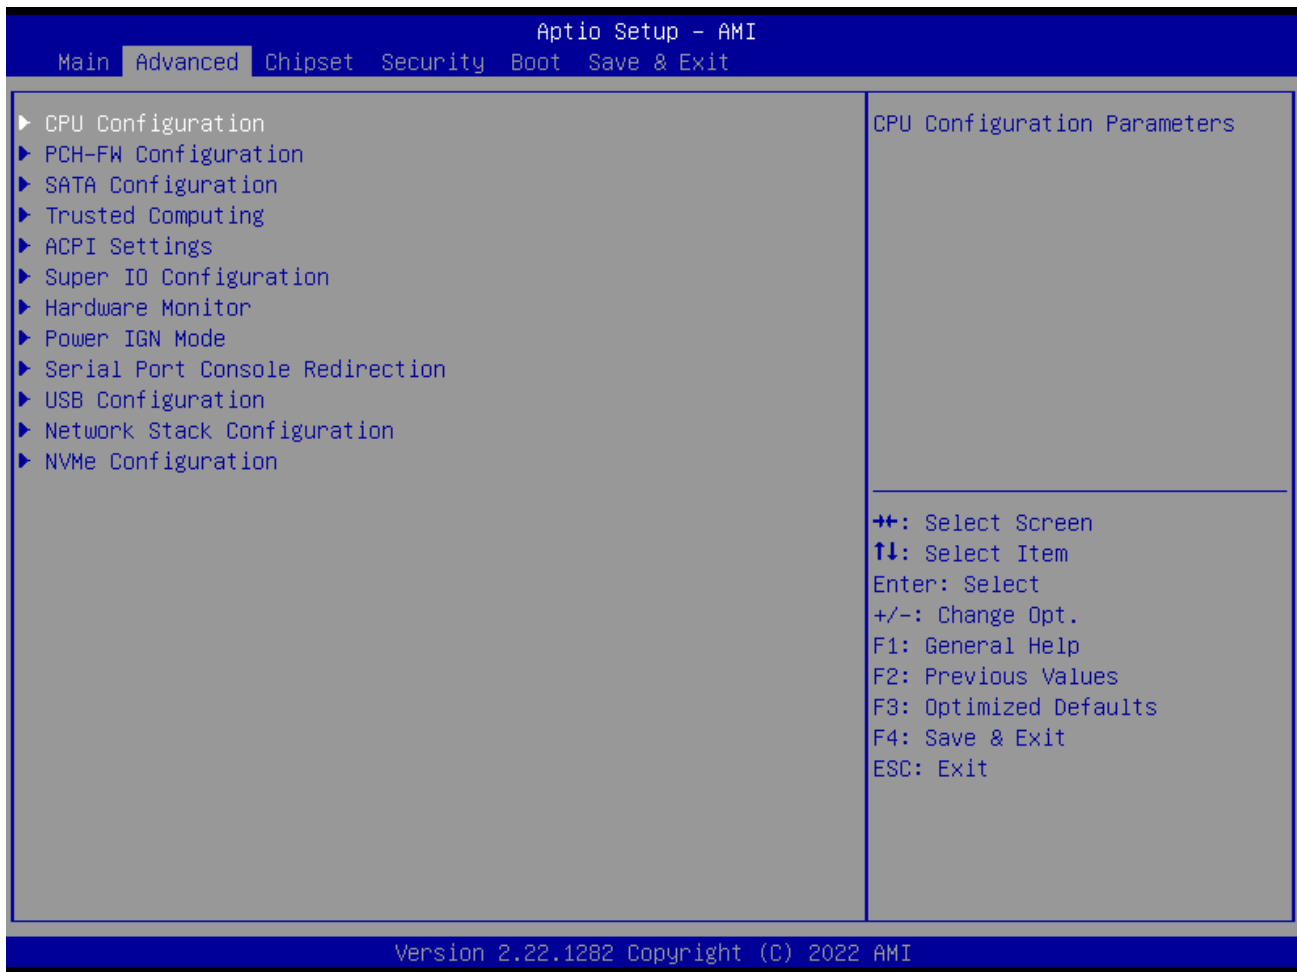 Aptio Setup – AMI
Main Advanced Chipset Security Boot Save & Exit
▶ CPU Configuration
▶ PCH-FW Configuration
▶ SATA Configuration
▶ Trusted Computing
▶ ACPI Settings
▶ Super IO Configuration
▶ Hardware Monitor
▶ Power IGN Mode
▶ Serial Port Console Redirection
▶ USB Configuration
▶ Network Stack Configuration
▶ NVMe Configuration
CPU Configuration Parameters
→←: Select Screen
↑↓: Select Item
Enter: Select
+/-: Change Opt.
F1: General Help
F2: Previous Values
F3: Optimized Defaults
F4: Save & Exit
ESC: Exit
Version 2.22.1282 Copyright (C) 2022 AMI